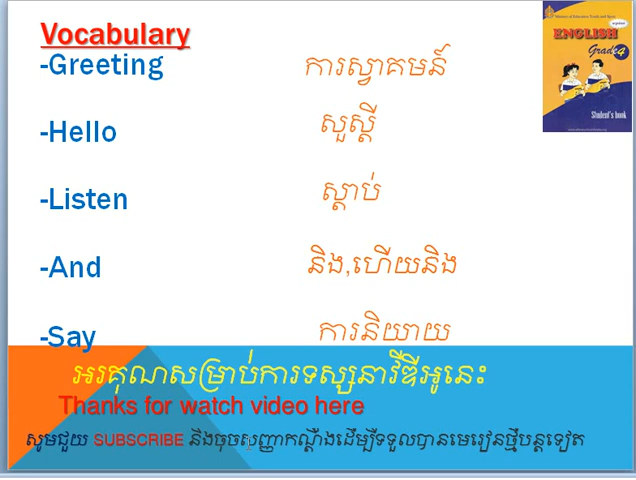 Vocabulary
-Greeting ការស្វាគមន៍
-Hello សួស្តី
-Listen ស្តាប់
-And និង,ហើយនិង
-Say ការនិយាយ
ENGLISH
Grade 4
Student's book
អរគុណសម្រាប់ការទស្សនាវីឌីអូនេះ
Thanks for watch video here
សូមជួយ SUBSCRIBE និងចុចសញ្ញាកណ្តឹងដើម្បីទទួលបានមេរៀនថ្មីបន្តទៀត